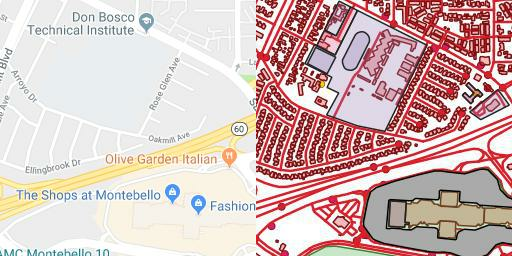 Don Bosco
Technical Institute
Arroyo Dr
Rose Glen Ave
Oakmill Ave
60
Ellingbrook Dr
Olive Garden Italian
The Shops at Montebello
Fashion
AMC Montebello 10